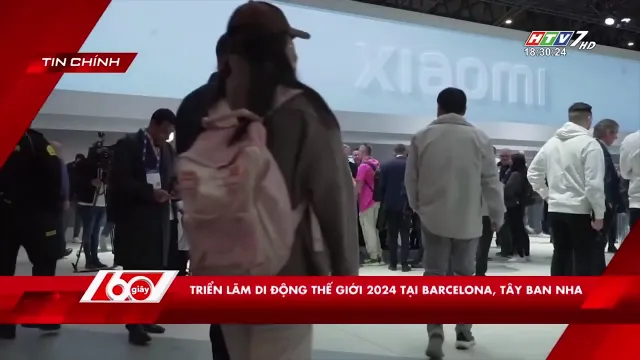 TIN CHÍNH
xiaomi
HTV7 HD
18:30:24
60 giây
TRIỂN LÃM DI ĐỘNG THẾ GIỚI 2024 TẠI BARCELONA, TÂY BAN NHA